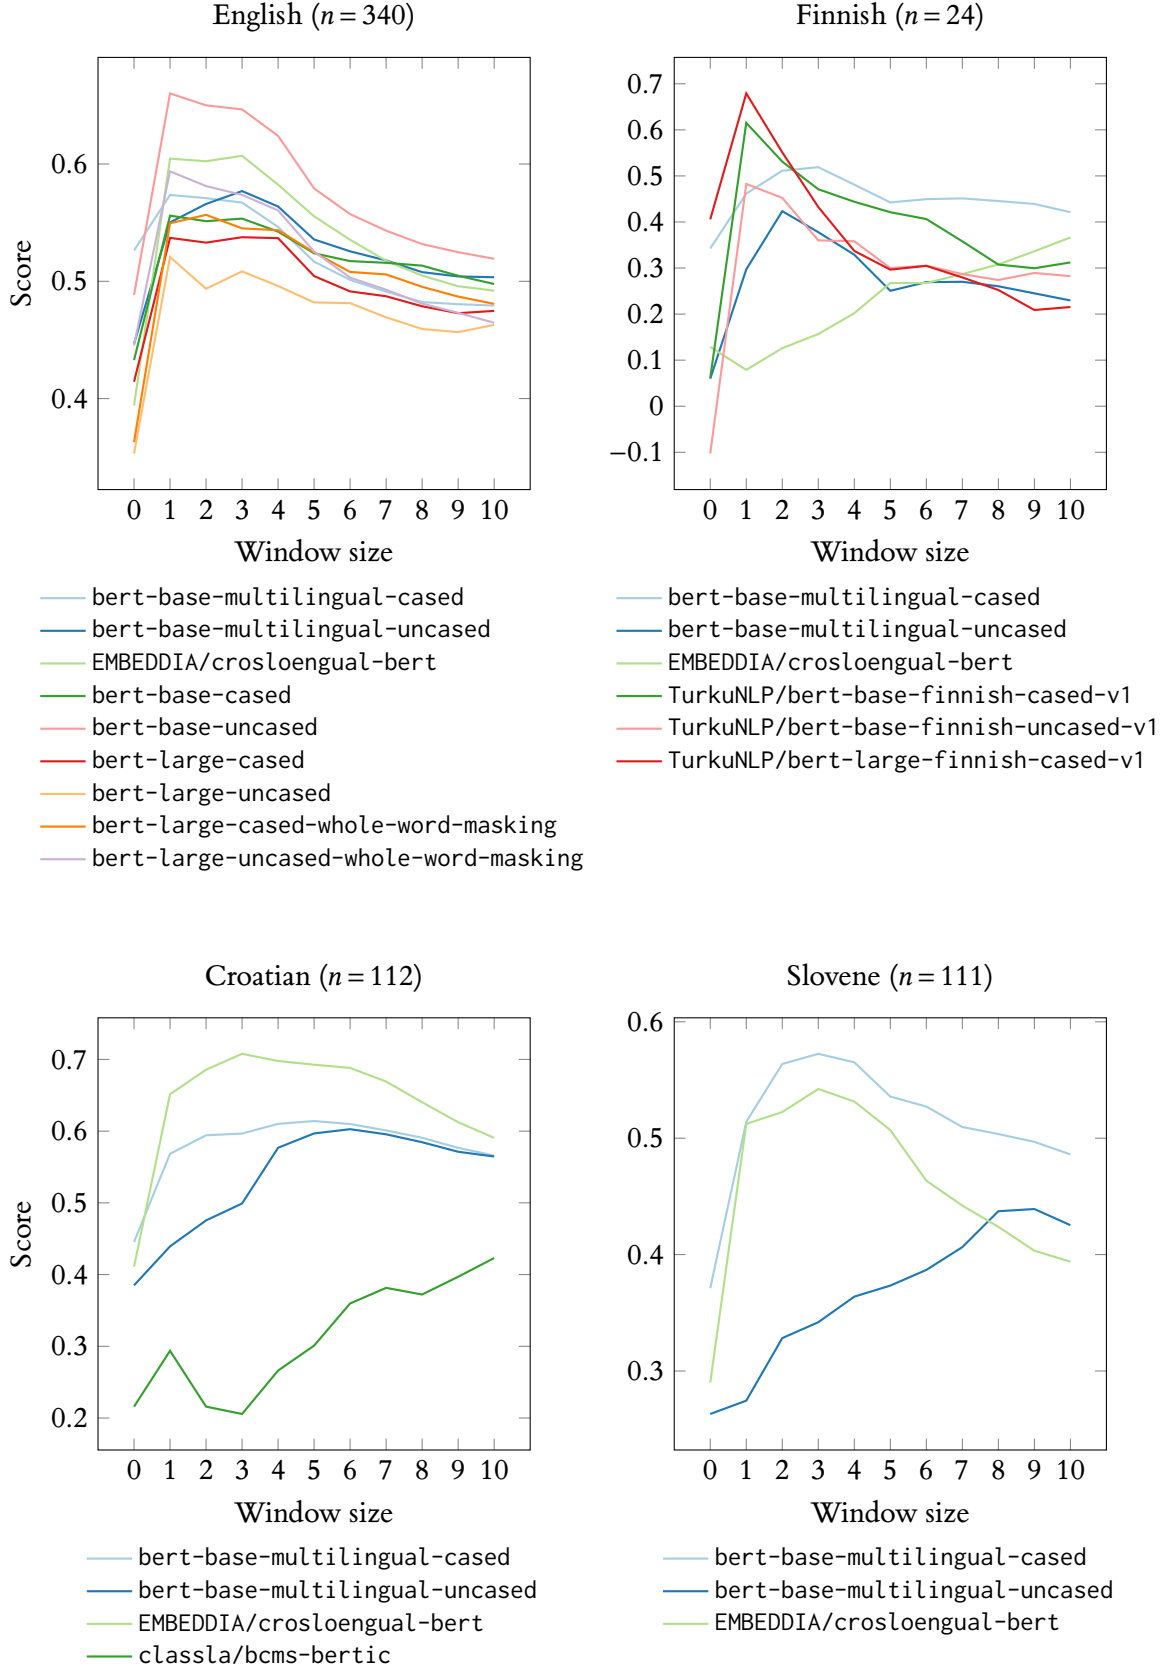 English (n = 340)
0.6
0.5
0.4
Score
0 1 2 3 4 5 6 7 8 9 10
Window size
bert-base-multilingual-cased
bert-base-multilingual-uncased
EMBEDDIA/crosloengual-bert
bert-base-cased
bert-base-uncased
bert-large-cased
bert-large-uncased
bert-large-cased-whole-word-masking
bert-large-uncased-whole-word-masking
Finnish (n = 24)
0.7
0.6
0.5
0.4
0.3
0.2
0.1
0
−0.1
0 1 2 3 4 5 6 7 8 9 10
Window size
bert-base-multilingual-cased
bert-base-multilingual-uncased
EMBEDDIA/crosloengual-bert
TurkuNLP/bert-base-finnish-cased-v1
TurkuNLP/bert-base-finnish-uncased-v1
TurkuNLP/bert-large-finnish-cased-v1
Croatian (n = 112)
0.7
0.6
0.5
0.4
0.3
0.2
Score
0 1 2 3 4 5 6 7 8 9 10
Window size
bert-base-multilingual-cased
bert-base-multilingual-uncased
EMBEDDIA/crosloengual-bert
classla/bcms-bertic
Slovene (n = 111)
0.6
0.5
0.4
0.3
0 1 2 3 4 5 6 7 8 9 10
Window size
bert-base-multilingual-cased
bert-base-multilingual-uncased
EMBEDDIA/crosloengual-bert